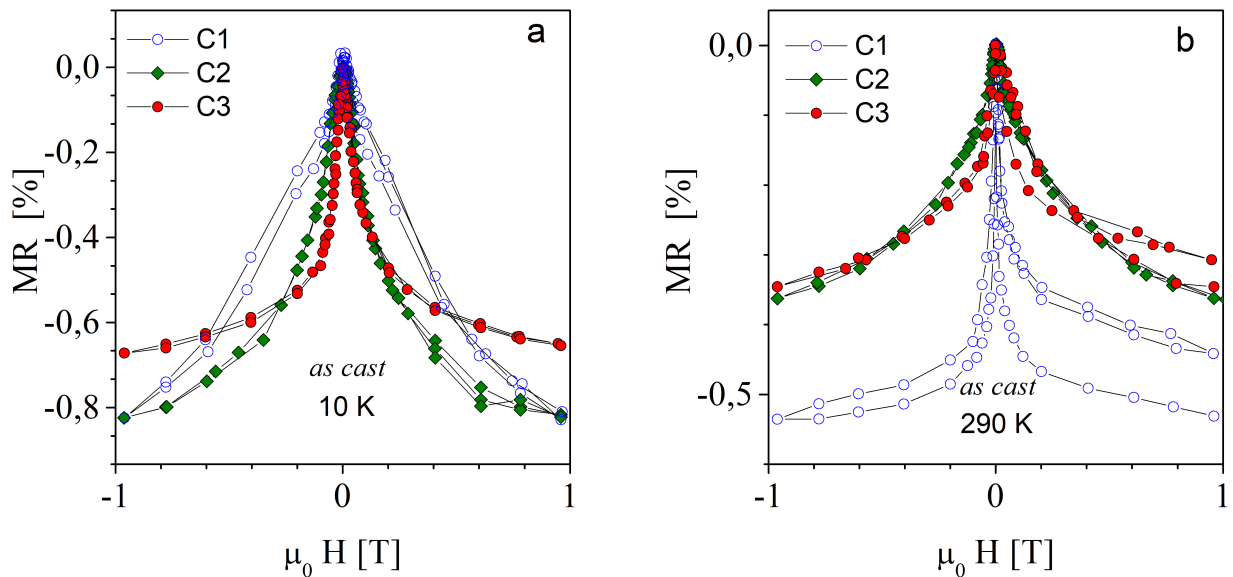 a
C1
C2
C3
0,0
-0,2
-0,4
-0,6
-0,8
MR [%]
as cast
10 K
-1
0
1
μ₀ H [T]
b
C1
C2
C3
0,0
-0,5
MR [%]
as cast
290 K
-1
0
1
μ₀ H [T]